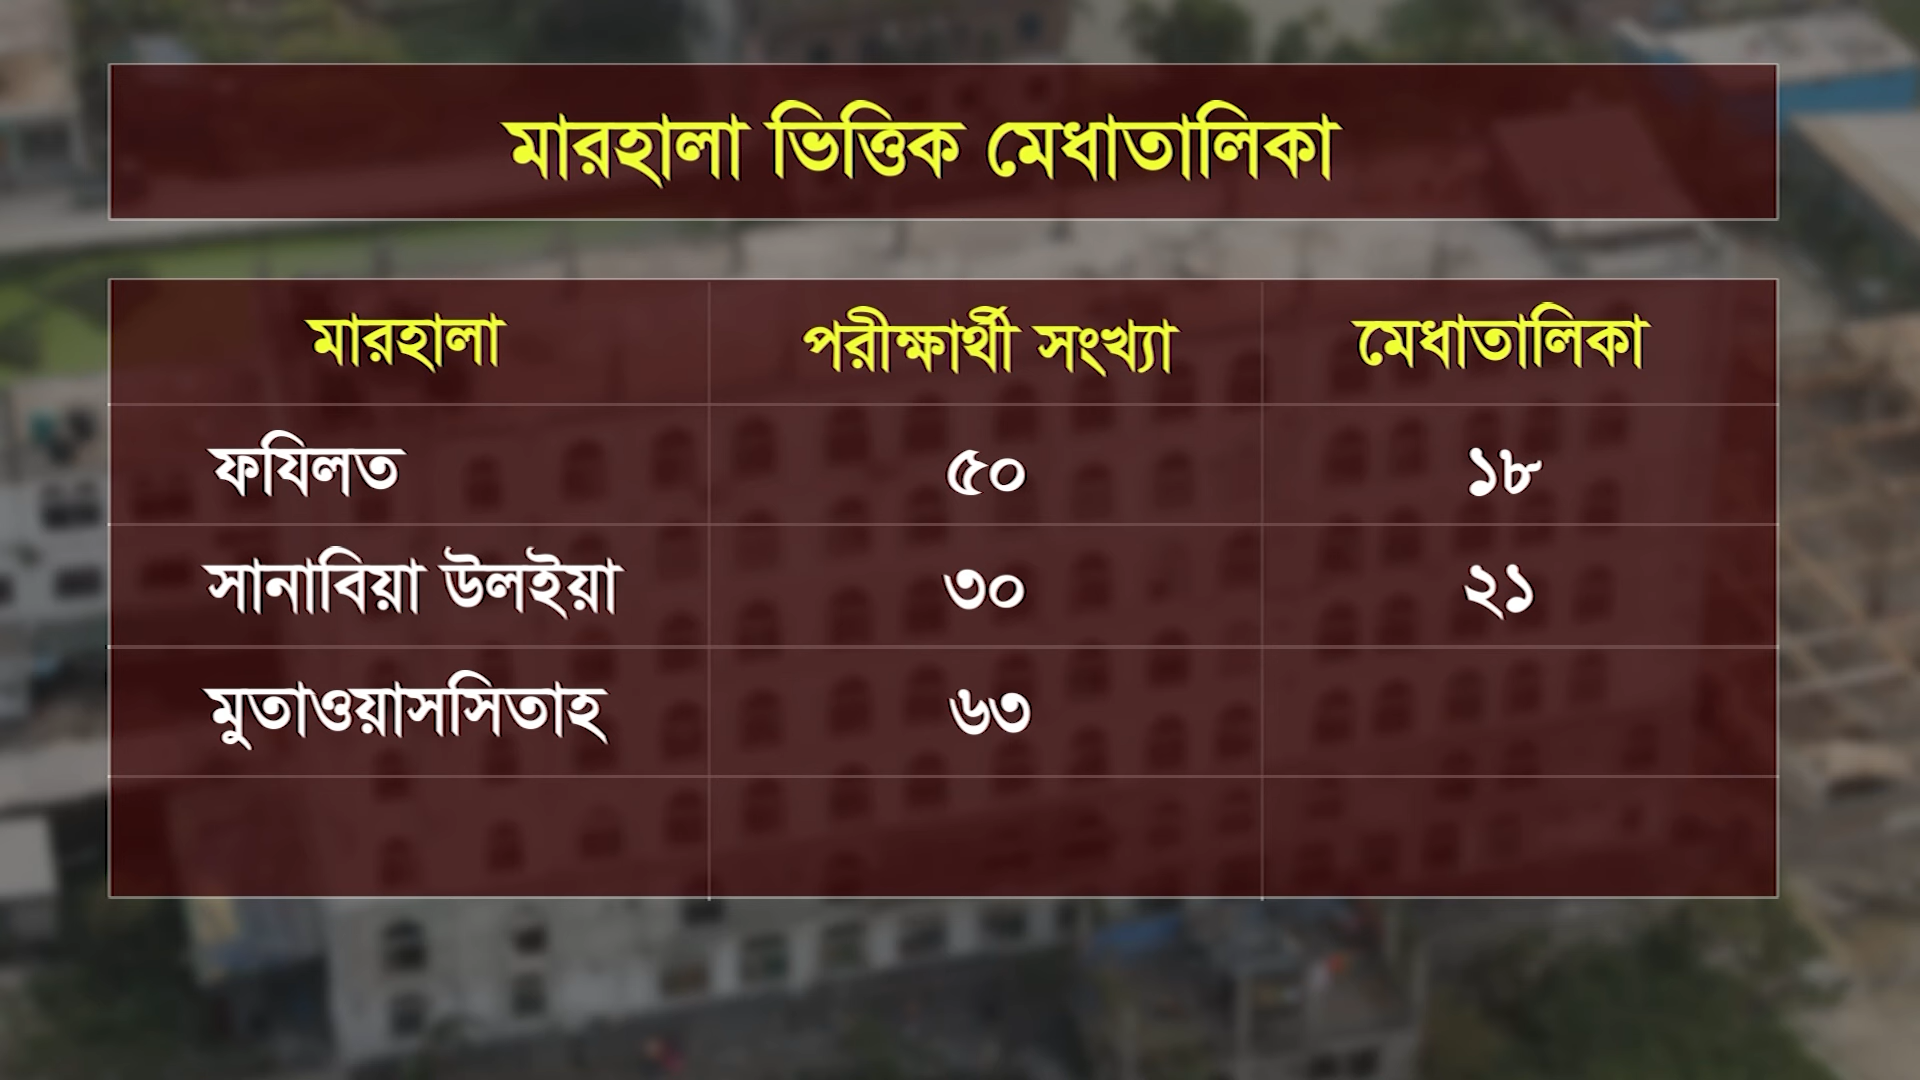 মারহালা ভিত্তিক মেধাতালিকা
মারহালা পরীক্ষার্থী সংখ্যা মেধাতালিকা
ফযিলত ৫০ ১৮
সানাবিয়া উলইয়া ৩০ ২১
মুতাওয়াসসিতাহ ৬৩